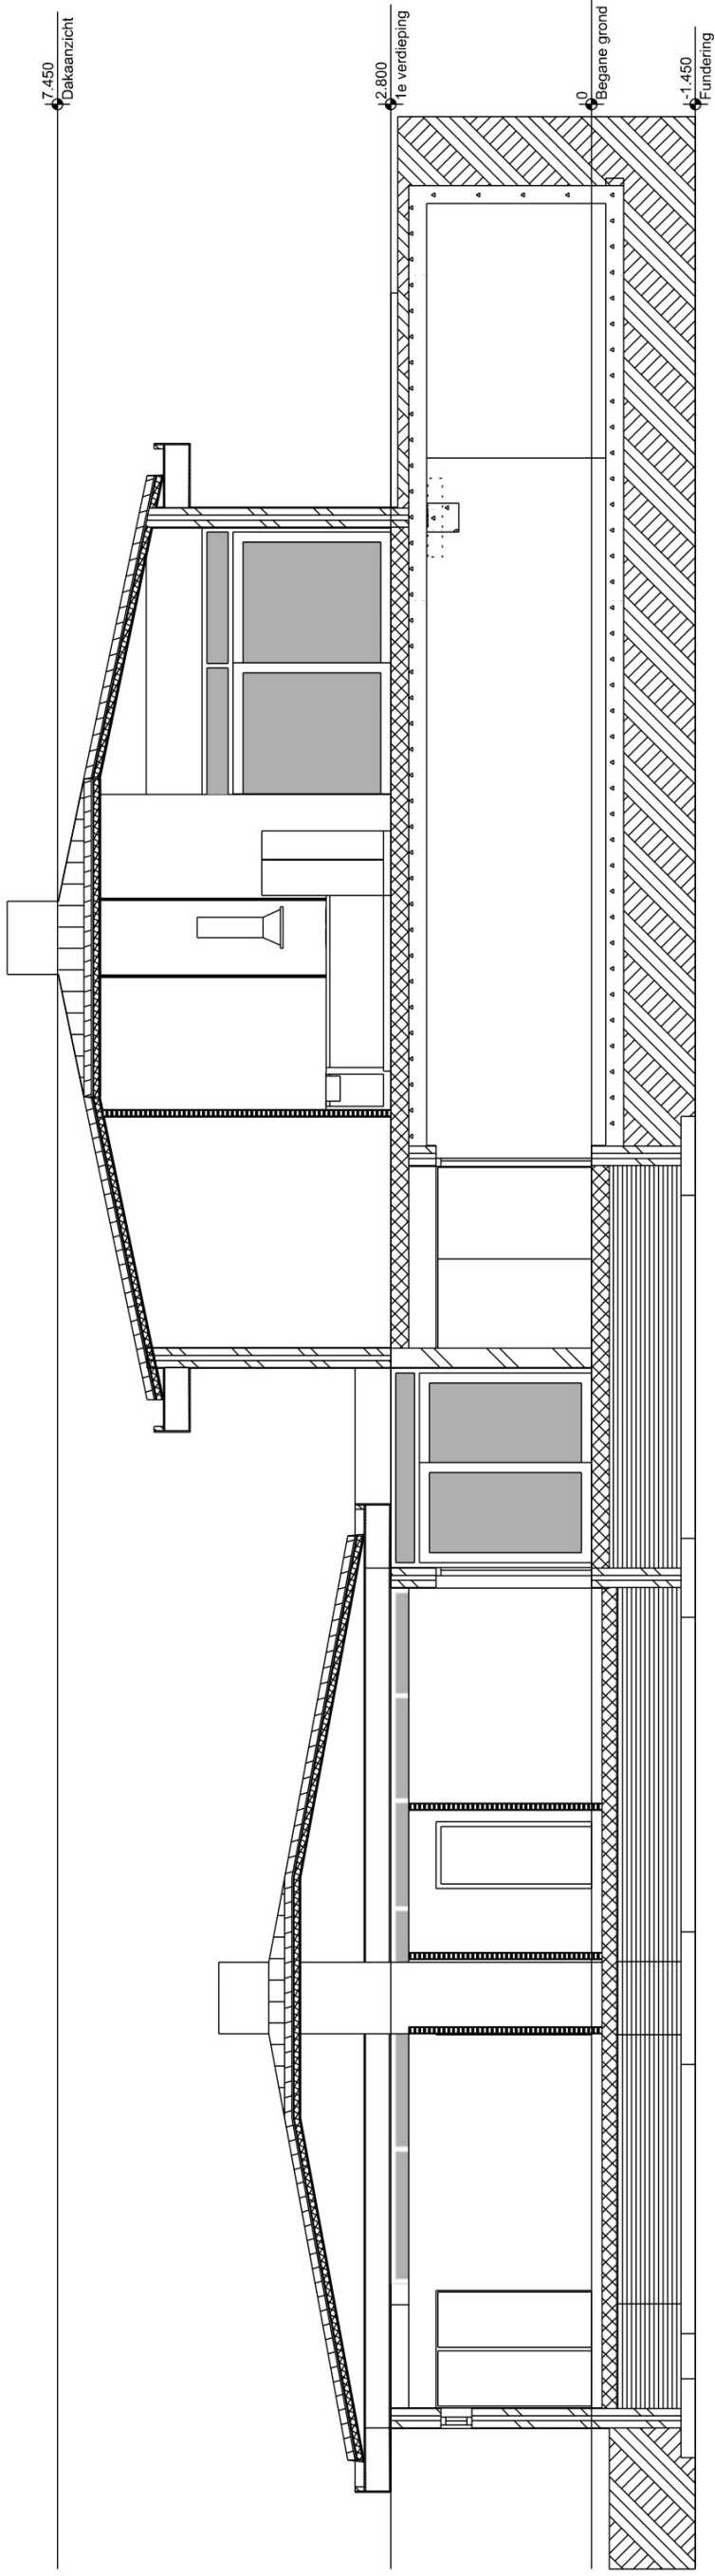 7.450
Dakaanzicht
2.800
1e verdieping
0
Begane grond
-1.450
Fundering